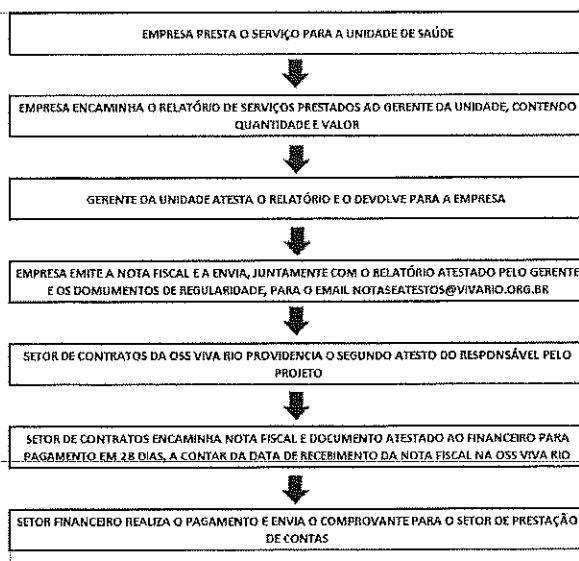 EMPRESA PRESTA O SERVIÇO PARA A UNIDADE DE SAÚDE
EMPRESA ENCAMINHA O RELATÓRIO DE SERVIÇOS PRESTADOS AO GERENTE DA UNIDADE, CONTENDO
QUANTIDADE E VALOR
GERENTE DA UNIDADE ATESTA O RELATÓRIO E O DEVOLVE PARA A EMPRESA
EMPRESA EMITE A NOTA FISCAL E A ENVIA, JUNTAMENTE COM O RELATÓRIO ATESTADO PELO GERENTE
E OS DOMUMENTOS DE REGULARIDADE, PARA O EMAIL NOTASEATESTOS@VIVARIO.ORG.BR
SETOR DE CONTRATOS DA OSS VIVA RIO PROVIDENCIA O SEGUNDO ATESTO DO RESPONSÁVEL PELO
PROJETO
SETOR DE CONTRATOS ENCAMINHA NOTA FISCAL E DOCUMENTO ATESTADO AO FINANCEIRO PARA
PAGAMENTO EM 28 DIAS, A CONTAR DA DATA DE RECEBIMENTO DA NOTA FISCAL NA OSS VIVA RIO
SETOR FINANCEIRO REALIZA O PAGAMENTO E ENVIA O COMPROVANTE PARA O SETOR DE PRESTAÇÃO
DE CONTAS